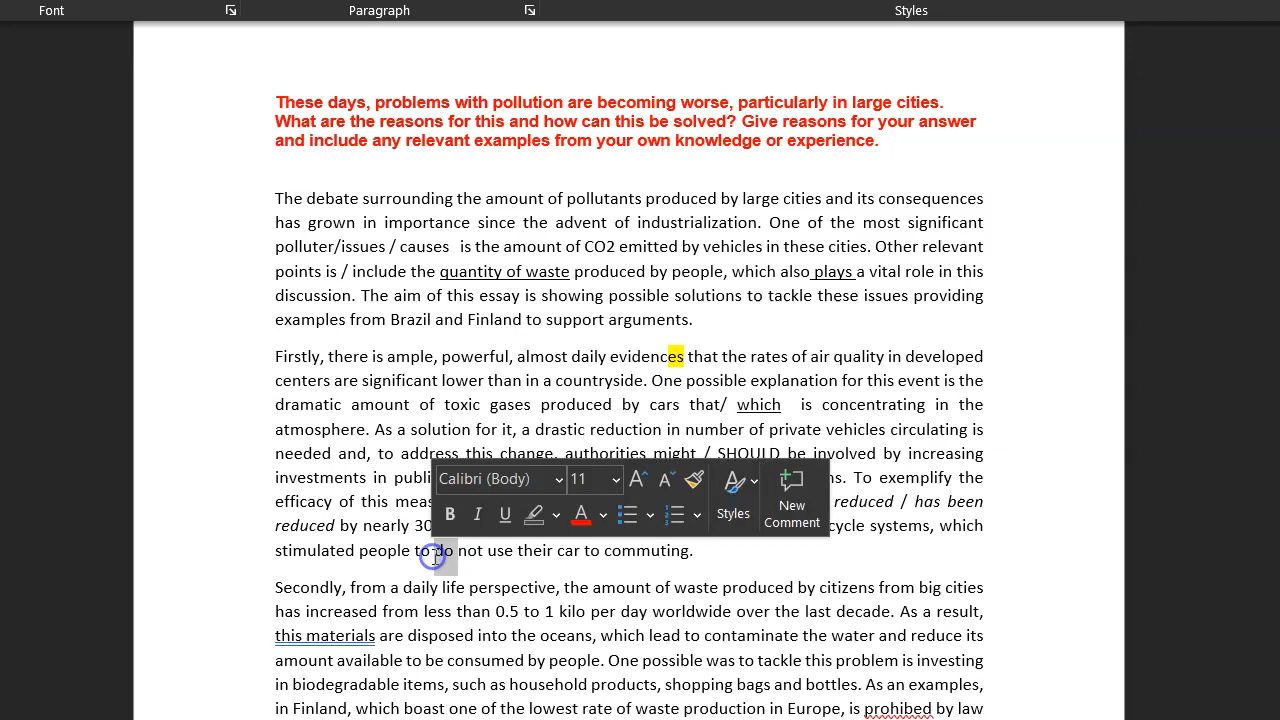 Font Paragraph Styles
These days, problems with pollution are becoming worse, particularly in large cities.
What are the reasons for this and how can this be solved? Give reasons for your answer
and include any relevant examples from your own knowledge or experience.
The debate surrounding the amount of pollutants produced by large cities and its consequences
has grown in importance since the advent of industrialization. One of the most significant
polluter/issues / causes is the amount of CO2 emitted by vehicles in these cities. Other relevant
points is / include the quantity of waste produced by people, which also plays a vital role in this
discussion. The aim of this essay is showing possible solutions to tackle these issues providing
examples from Brazil and Finland to support arguments.
Firstly, there is ample, powerful, almost daily evidences that the rates of air quality in developed
centers are significant lower than in a countryside. One possible explanation for this event is the
dramatic amount of toxic gases produced by cars that/ which is concentrating in the
atmosphere. As a solution for it, a drastic reduction in number of private vehicles circulating is
needed and, to address this change, authorities might / SHOULD be involved by increasing
investments in publi ns. To exemplify the
efficacy of this meas reduced / has been
reduced by nearly 30 cycle systems, which
stimulated people to do not use their car to commuting.
Calibri (Body) 11
B I U A Styles New Comment
Secondly, from a daily life perspective, the amount of waste produced by citizens from big cities
has increased from less than 0.5 to 1 kilo per day worldwide over the last decade. As a result,
this materials are disposed into the oceans, which lead to contaminate the water and reduce its
amount available to be consumed by people. One possible was to tackle this problem is investing
in biodegradable items, such as household products, shopping bags and bottles. As an examples,
in Finland, which boast one of the lowest rate of waste production in Europe, is prohibed by law